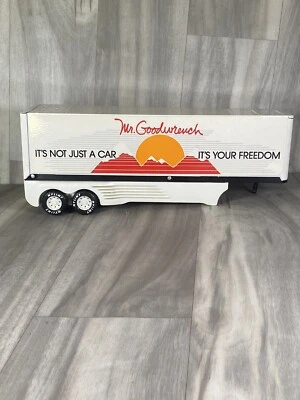 Mr. Goodwrench
IT'S NOT JUST A CAR IT'S YOUR FREEDOM